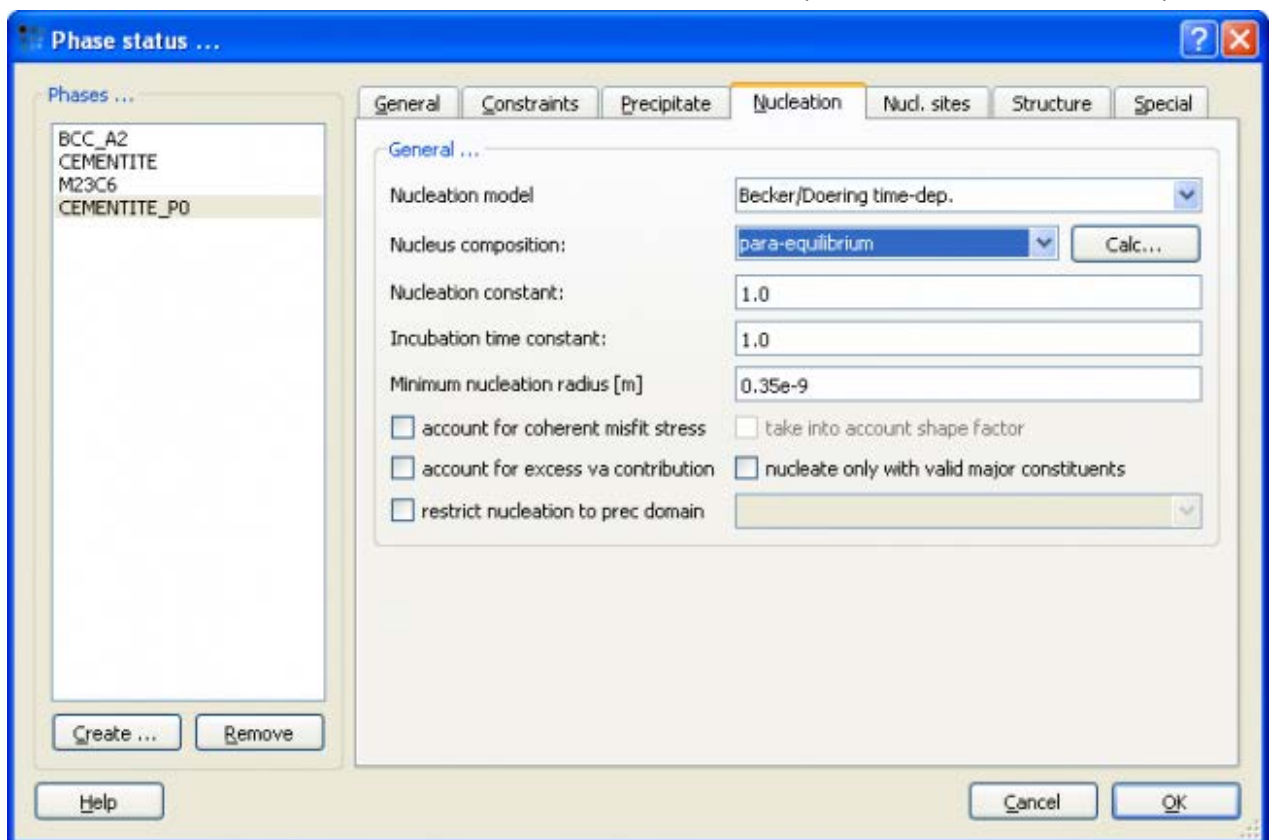 Phase status ...
Phases ...
BCC_A2
CEMENTITE
M23C6
CEMENTITE_P0
Create ...
Remove
General
Constraints
Precipitate
Nucleation
Nucl. sites
Structure
Special
General ...
Nucleation model
Becker/Doering time-dep.
Nucleus composition:
para-equilibrium
Calc...
Nucleation constant:
1.0
Incubation time constant:
1.0
Minimum nucleation radius [m]
0.35e-9
account for coherent misfit stress
take into account shape factor
account for excess va contribution
nucleate only with valid major constituents
restrict nucleation to prec domain
Help
Cancel
OK